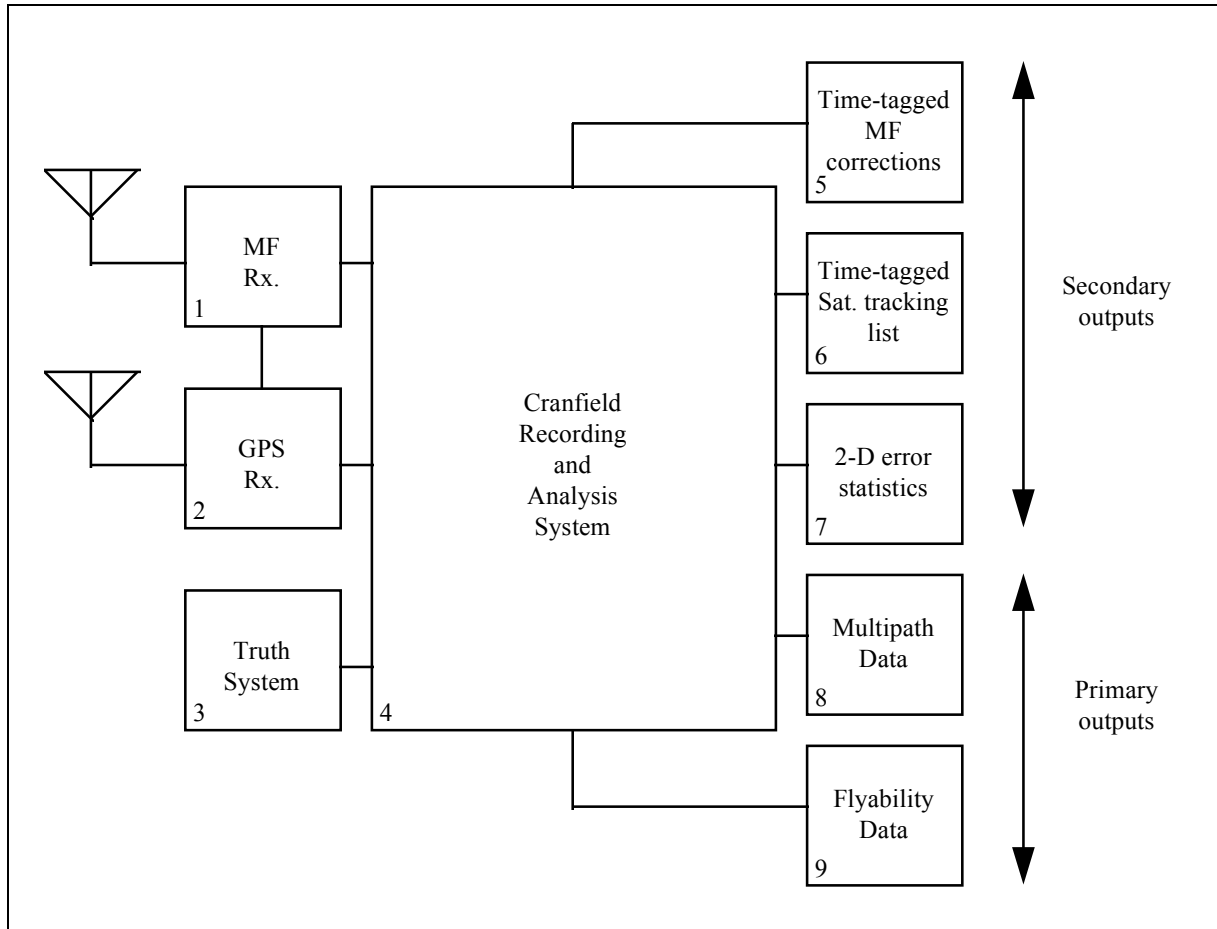 MF
Rx.
1
GPS
Rx.
2
Truth
System
3
Cranfield
Recording
and
Analysis
System
4
Time-tagged
MF
corrections
5
Time-tagged
Sat. tracking
list
6
2-D error
statistics
7
Multipath
Data
8
Flyability
Data
9
Secondary
outputs
Primary
outputs